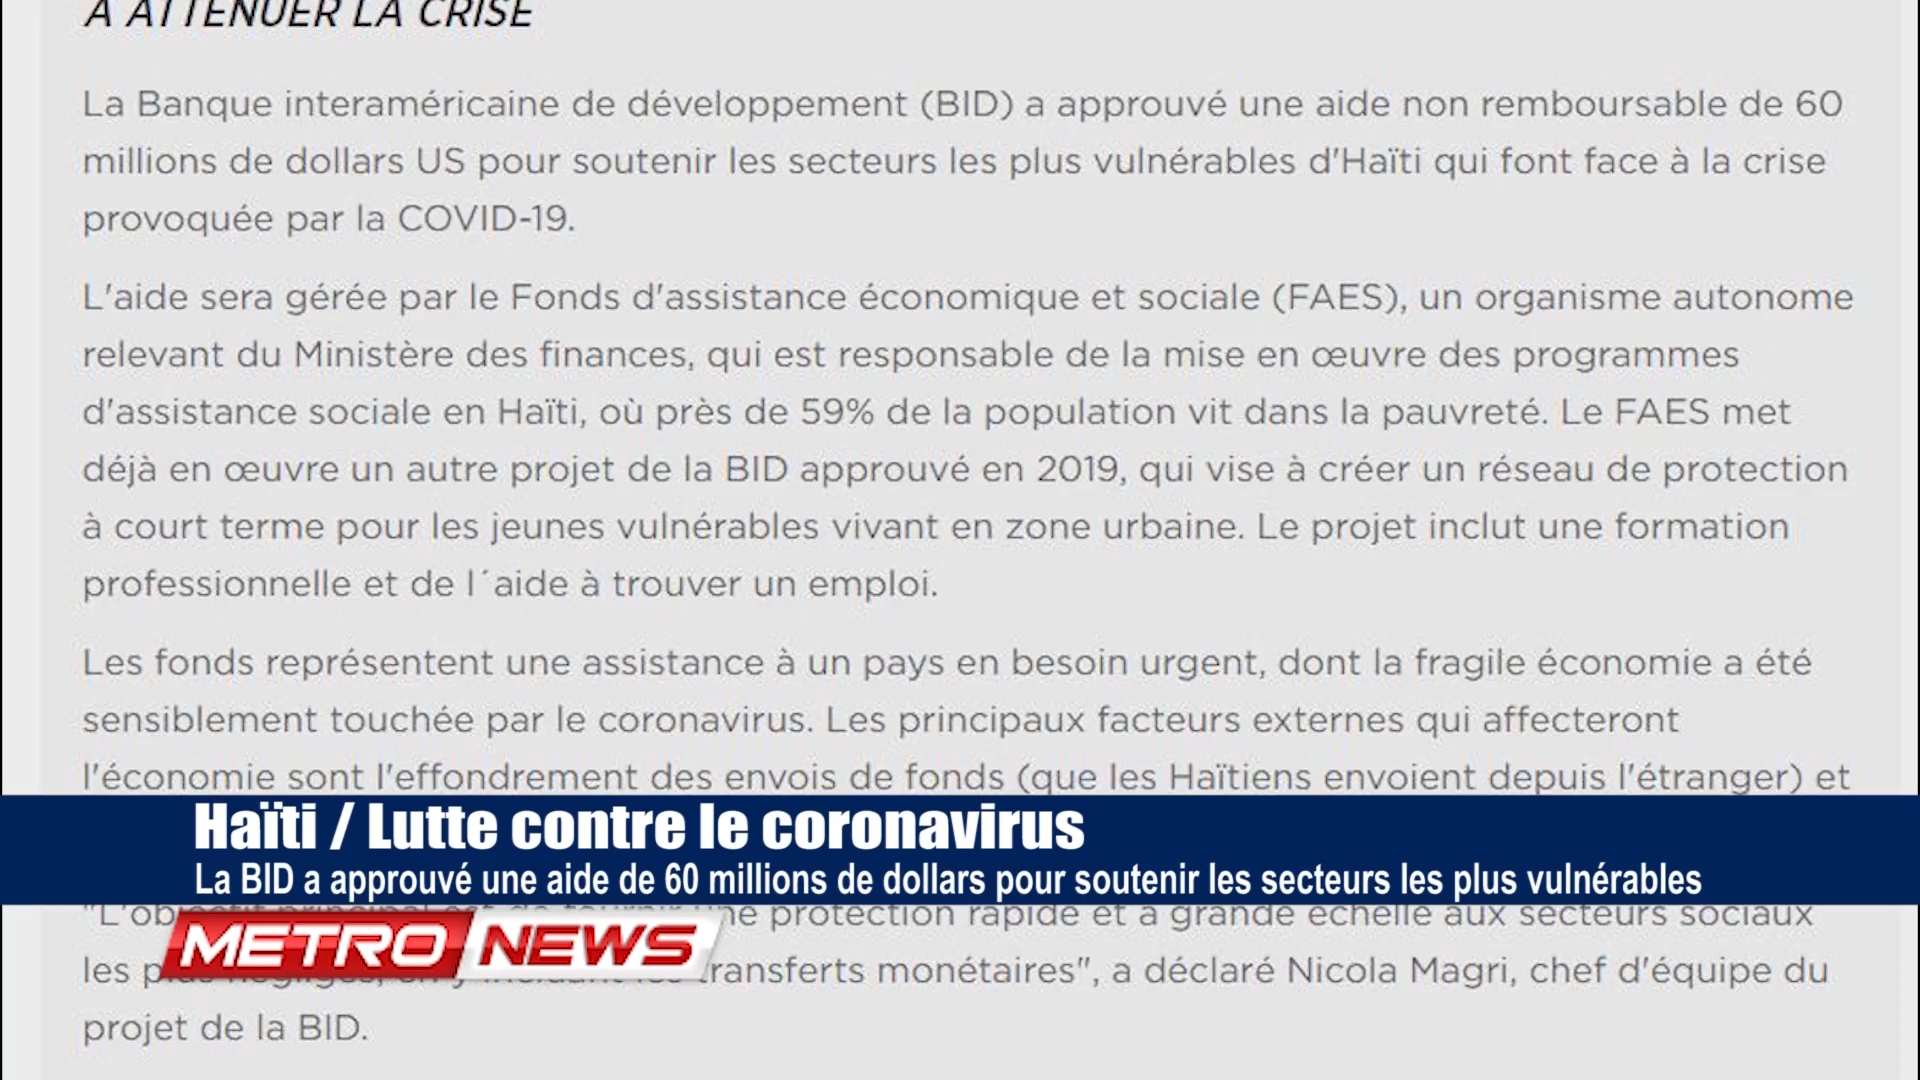 À ATTÉNUER LA CRISE
La Banque interaméricaine de développement (BID) a approuvé une aide non remboursable de 60
millions de dollars US pour soutenir les secteurs les plus vulnérables d'Haïti qui font face à la crise
provoquée par la COVID-19.
L'aide sera gérée par le Fonds d'assistance économique et sociale (FAES), un organisme autonome
relevant du Ministère des finances, qui est responsable de la mise en œuvre des programmes
d'assistance sociale en Haïti, où près de 59% de la population vit dans la pauvreté. Le FAES met
déjà en œuvre un autre projet de la BID approuvé en 2019, qui vise à créer un réseau de protection
à court terme pour les jeunes vulnérables vivant en zone urbaine. Le projet inclut une formation
professionnelle et de l´aide à trouver un emploi.
Les fonds représentent une assistance à un pays en besoin urgent, dont la fragile économie a été
sensiblement touchée par le coronavirus. Les principaux facteurs externes qui affecteront
l'économie sont l'effondrement des envois de fonds (que les Haïtiens envoient depuis l'étranger) et
Haïti / Lutte contre le coronavirus
La BID a approuvé une aide de 60 millions de dollars pour soutenir les secteurs les plus vulnérables
protection rapide et à grande échelle aux secteurs sociaux
METRO NEWS
les transferts monétaires", a déclaré Nicola Magri, chef d'équipe du
projet de la BID.